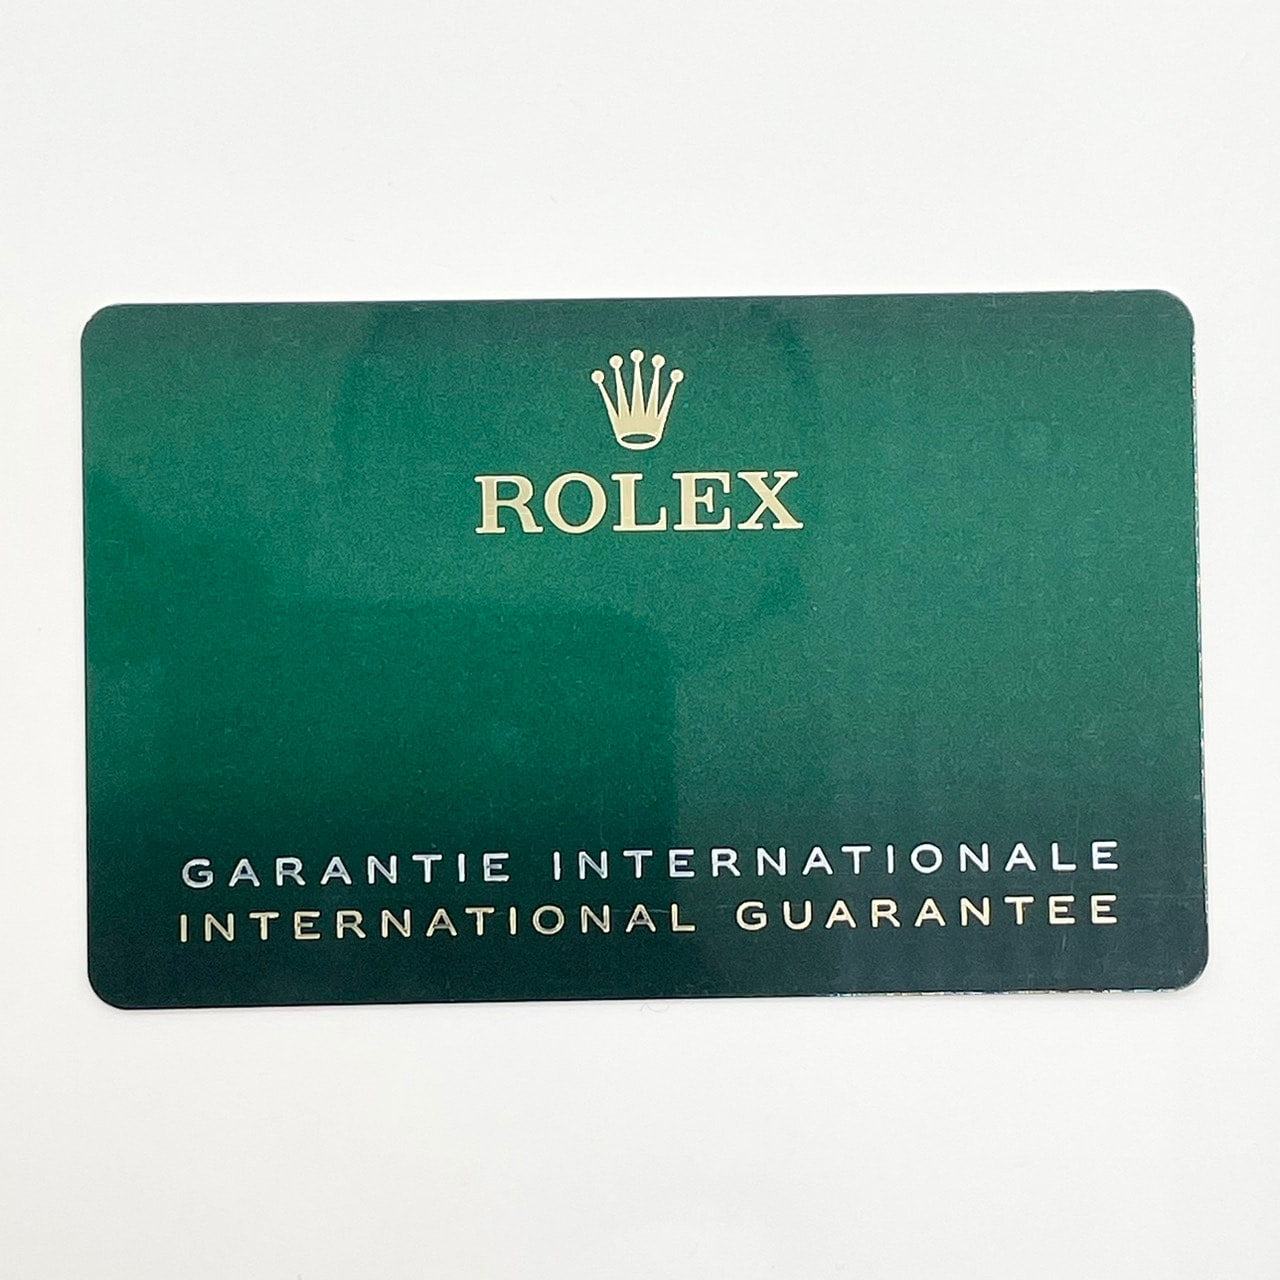 ROLEX
GARANTIE INTERNATIONALE
INTERNATIONAL GUARANTEE